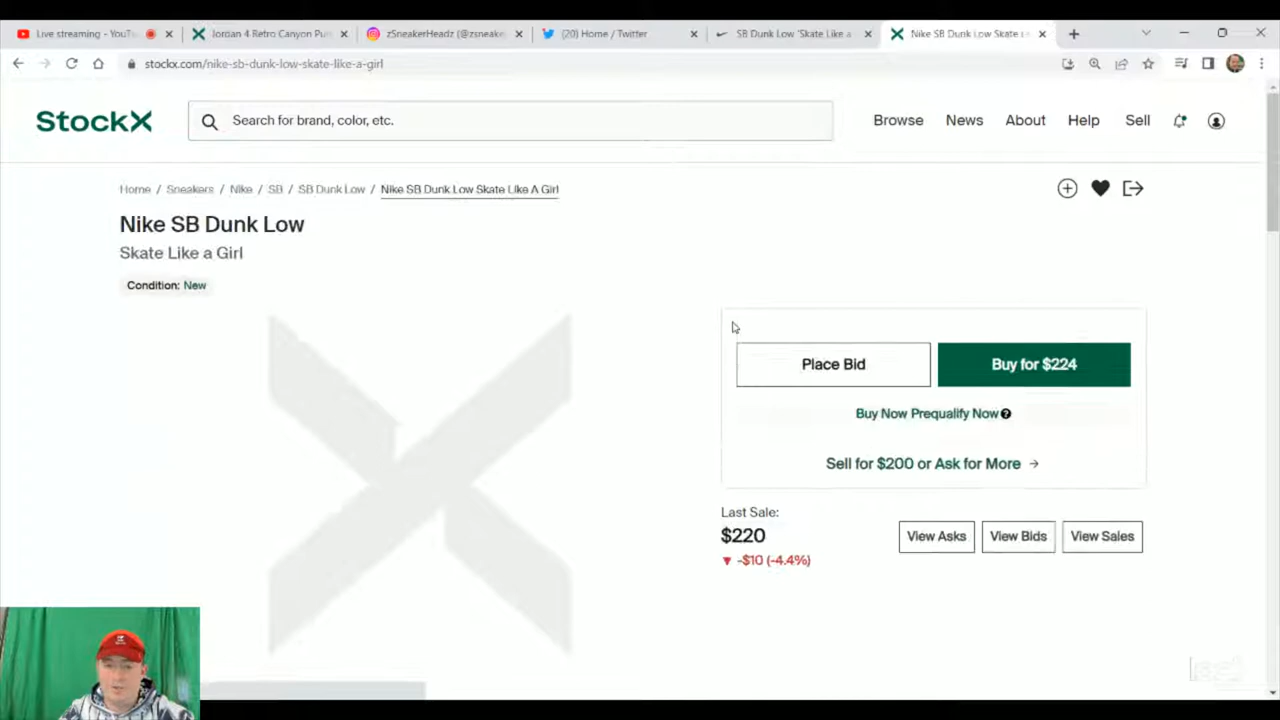 Live streaming - YouTu
Jordan 4 Retro Canyon Pur
zSneakerHeadz (@zsneake
(20) Home / Twitter
SB Dunk Low 'Skate Like a
Nike SB Dunk Low Skate Li
stockx.com/nike-sb-dunk-low-skate-like-a-girl
StockX
Search for brand, color, etc.
Browse
News
About
Help
Sell
Home / Sneakers / Nike / SB / SB Dunk Low / Nike SB Dunk Low Skate Like A Girl
Nike SB Dunk Low
Skate Like a Girl
Condition: New
Place Bid
Buy for $224
Buy Now Prequalify Now
Sell for $200 or Ask for More →
Last Sale:
$220
▼ -$10 (-4.4%)
View Asks
View Bids
View Sales